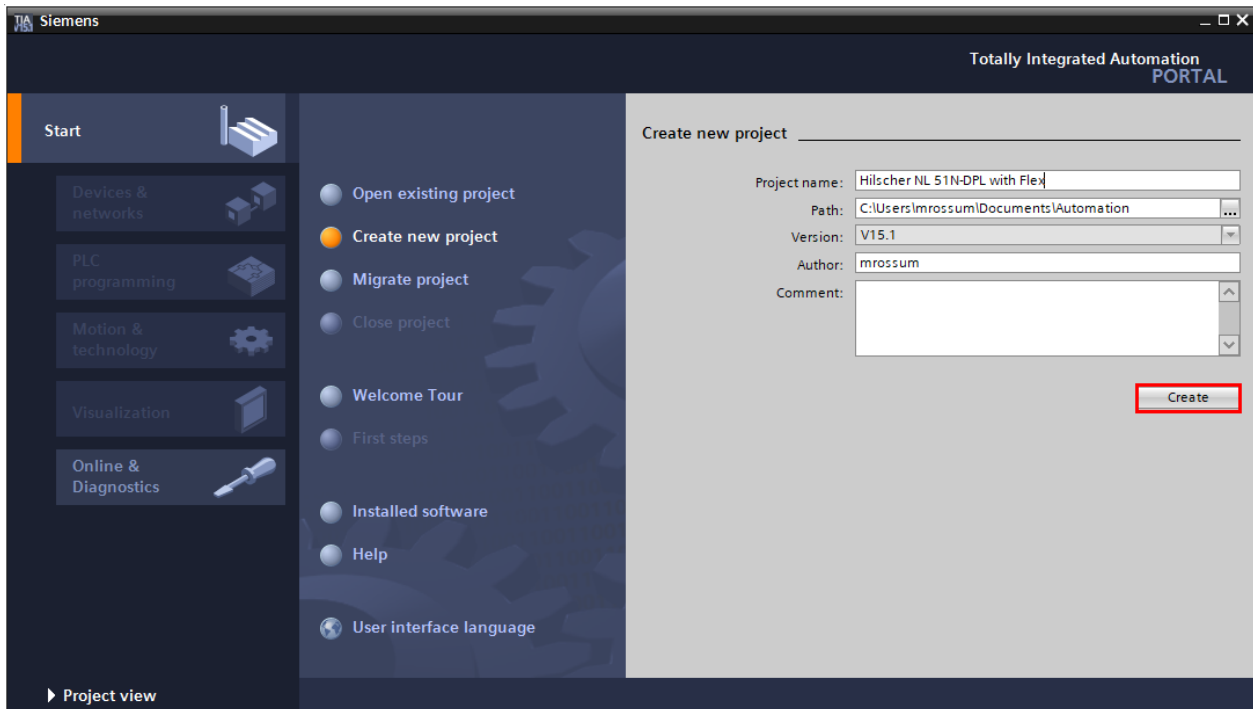 TIA V15.1 Siemens
Totally Integrated Automation
PORTAL
Start
Devices &
networks
PLC
programming
Motion &
technology
Visualization
Online &
Diagnostics
Open existing project
Create new project
Migrate project
Close project
Welcome Tour
First steps
Installed software
Help
User interface language
Create new project
Project name: Hilscher NL 51N-DPL with Flex
Path: C:\Users\mrossum\Documents\Automation ...
Version: V15.1
Author: mrossum
Comment:
Create
Project view